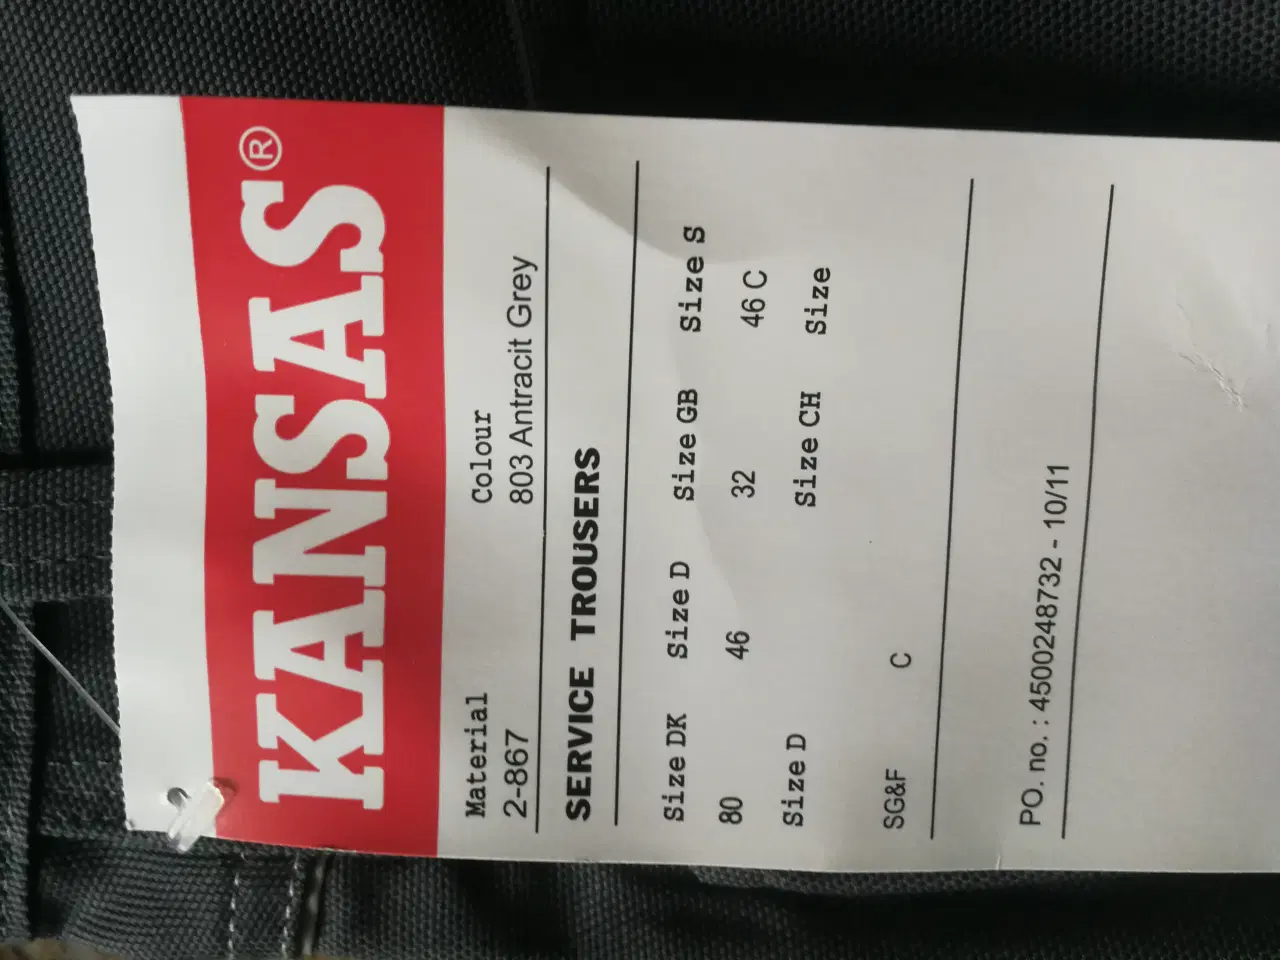 KANSAS®
Material Colour
2-867 803 Antracit Grey
SERVICE TROUSERS
Size DK Size D Size GB Size S
80 46 32 46 C
Size D Size CH Size
SG&F C
PO. no. : 4500248732 - 10/11